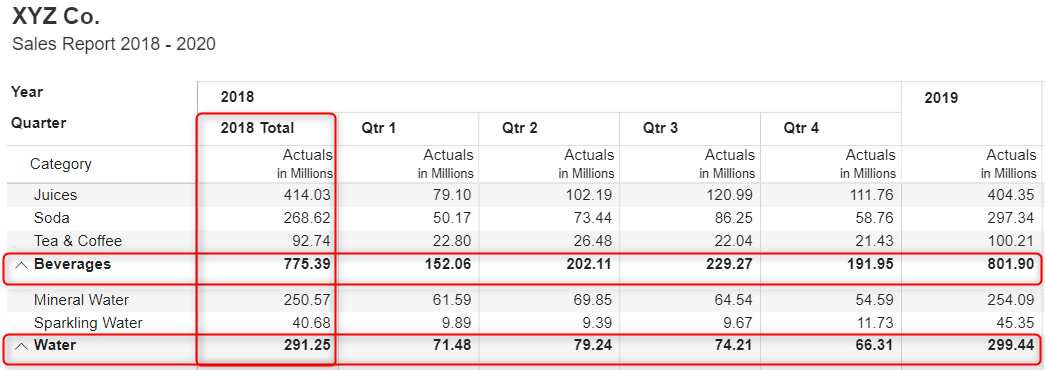 XYZ Co.
Sales Report 2018 - 2020
Year 2018 2019
Quarter 2018 Total Qtr 1 Qtr 2 Qtr 3 Qtr 4
Category Actuals Actuals Actuals Actuals Actuals Actuals
in Millions in Millions in Millions in Millions in Millions in Millions
Juices 414.03 79.10 102.19 120.99 111.76 404.35
Soda 268.62 50.17 73.44 86.25 58.76 297.34
Tea & Coffee 92.74 22.80 26.48 22.04 21.43 100.21
Beverages 775.39 152.06 202.11 229.27 191.95 801.90
Mineral Water 250.57 61.59 69.85 64.54 54.59 254.09
Sparkling Water 40.68 9.89 9.39 9.67 11.73 45.35
Water 291.25 71.48 79.24 74.21 66.31 299.44